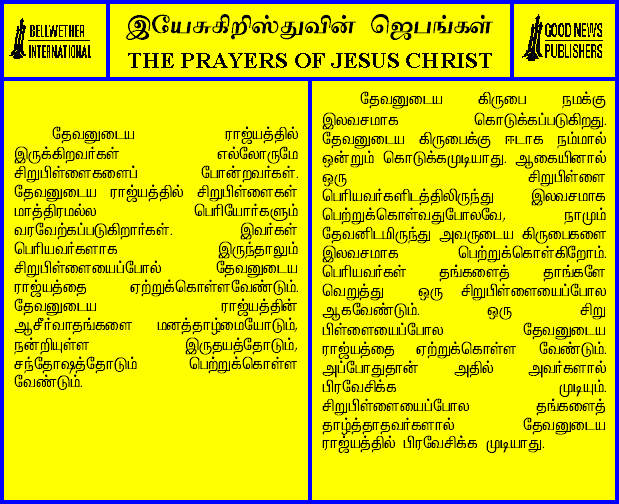 BELLWETHER
INTERNATIONAL
இயேசுகிறிஸ்துவின் ஜெபங்கள்
THE PRAYERS OF JESUS CHRIST
GOOD NEWS
PUBLISHERS
தேவனுடைய ராஜ்யத்தில்
இருக்கிறவர்கள் எல்லோருமே
சிறுபிள்ளைகளைப் போன்றவர்கள்.
தேவனுடைய ராஜ்யத்தில் சிறுபிள்ளைகள்
மாத்திரமல்ல பெரியோர்களும்
வரவேற்கப்படுகிறார்கள். இவர்கள்
பெரியவர்களாக இருந்தாலும்
சிறுபிள்ளையைப்போல் தேவனுடைய
ராஜ்யத்தை ஏற்றுக்கொள்ளவேண்டும்.
தேவனுடைய ராஜ்யத்தின்
ஆசீர்வாதங்களை மனத்தாழ்மையோடும்,
நன்றியுள்ள இருதயத்தோடும்,
சந்தோஷத்தோடும் பெற்றுக்கொள்ள
வேண்டும்.
தேவனுடைய கிருபை நமக்கு
இலவசமாக கொடுக்கப்படுகிறது.
தேவனுடைய கிருபைக்கு ஈடாக நம்மால்
ஒன்றும் கொடுக்கமுடியாது. ஆகையினால்
ஒரு சிறுபிள்ளை
பெரியவர்களிடத்திலிருந்து இலவசமாக
பெற்றுக்கொள்வதுபோலவே, நாமும்
தேவனிடமிருந்து அவருடைய கிருபைகளை
இலவசமாக பெற்றுக்கொள்கிறோம்.
பெரியவர்கள் தங்களைத் தாங்களே
வெறுத்து ஒரு சிறுபிள்ளையைப்போல
ஆகவேண்டும். ஒரு சிறு
பிள்ளையைப்போல தேவனுடைய
ராஜ்யத்தை ஏற்றுக்கொள்ள வேண்டும்.
அப்போதுதான் அதில் அவர்களால்
பிரவேசிக்க முடியும்.
சிறுபிள்ளையைப்போல தங்களைத்
தாழ்த்தாதவர்களால் தேவனுடைய
ராஜ்யத்தில் பிரவேசிக்க முடியாது.